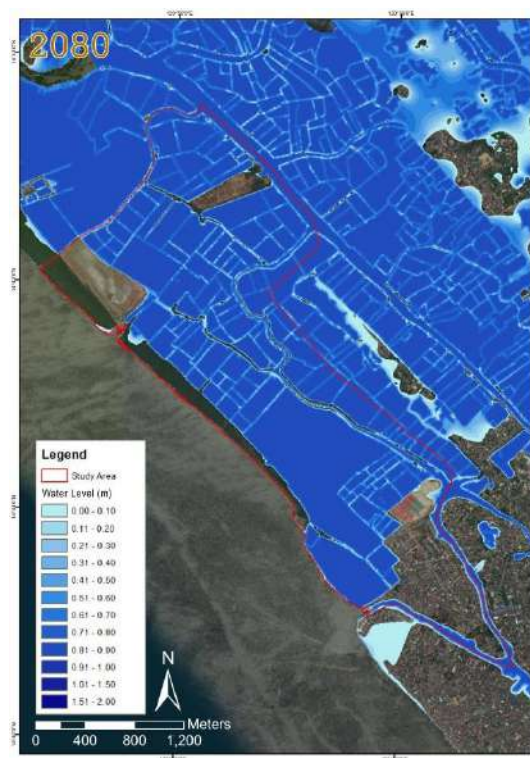 2080
Legend
Study Area
Water Level (m)
0.00 - 0.10
0.11 - 0.20
0.21 - 0.30
0.31 - 0.40
0.41 - 0.50
0.51 - 0.60
0.61 - 0.70
0.71 - 0.80
0.81 - 0.90
0.91 - 1.00
1.01 - 1.50
1.51 - 2.00
N
Meters
0 400 800 1,200